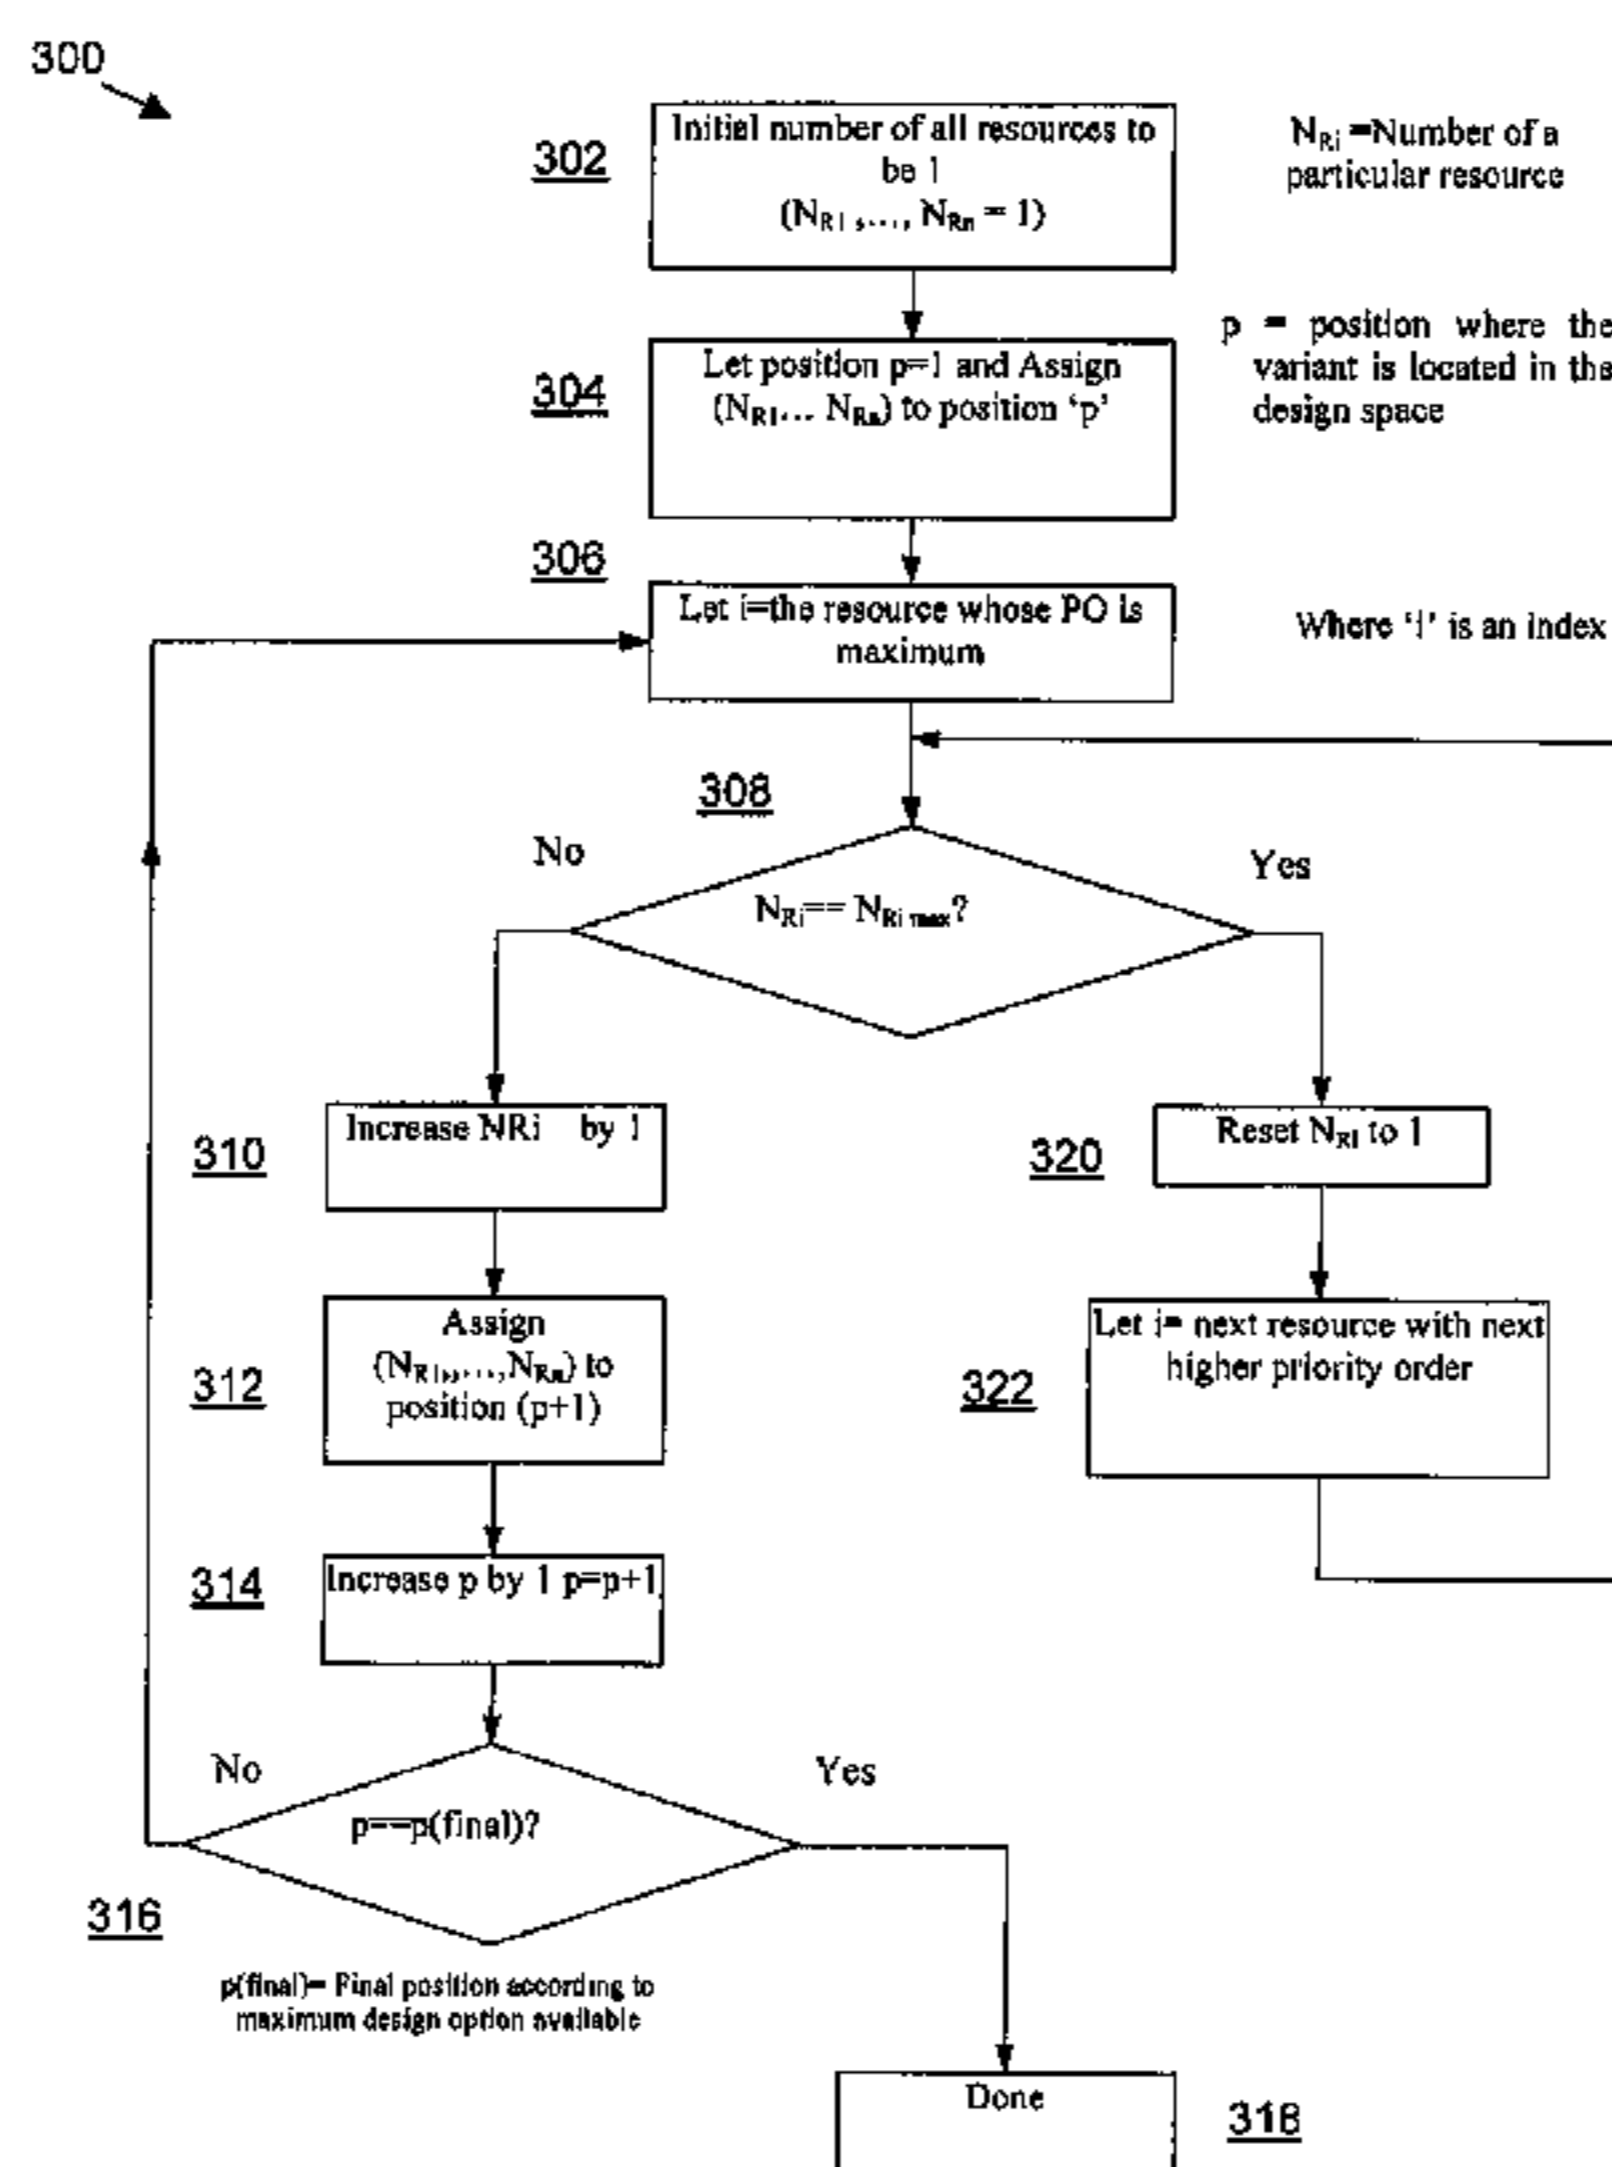 300
302
Initial number of all resources to
be 1
(NR1 ,..., NRn = 1)
NRi =Number of a
particular resource
304
Let position p=1 and Assign
(NR1... NRn) to position ‘p’
p = position where the
variant is located in the
design space
306
Let i=the resource whose PO is
maximum
Where ‘i’ is an index
308
No
Yes
NRi== NRi max?
310
Increase NRi by 1
320
Reset NRi to 1
312
Assign
(NR1,,...,NRn) to
position (p+1)
322
Let i= next resource with next
higher priority order
314
Increase p by 1 p=p+1
No
Yes
p==p(final)?
316
p(final)= Final position according to
maximum design option available
Done
318